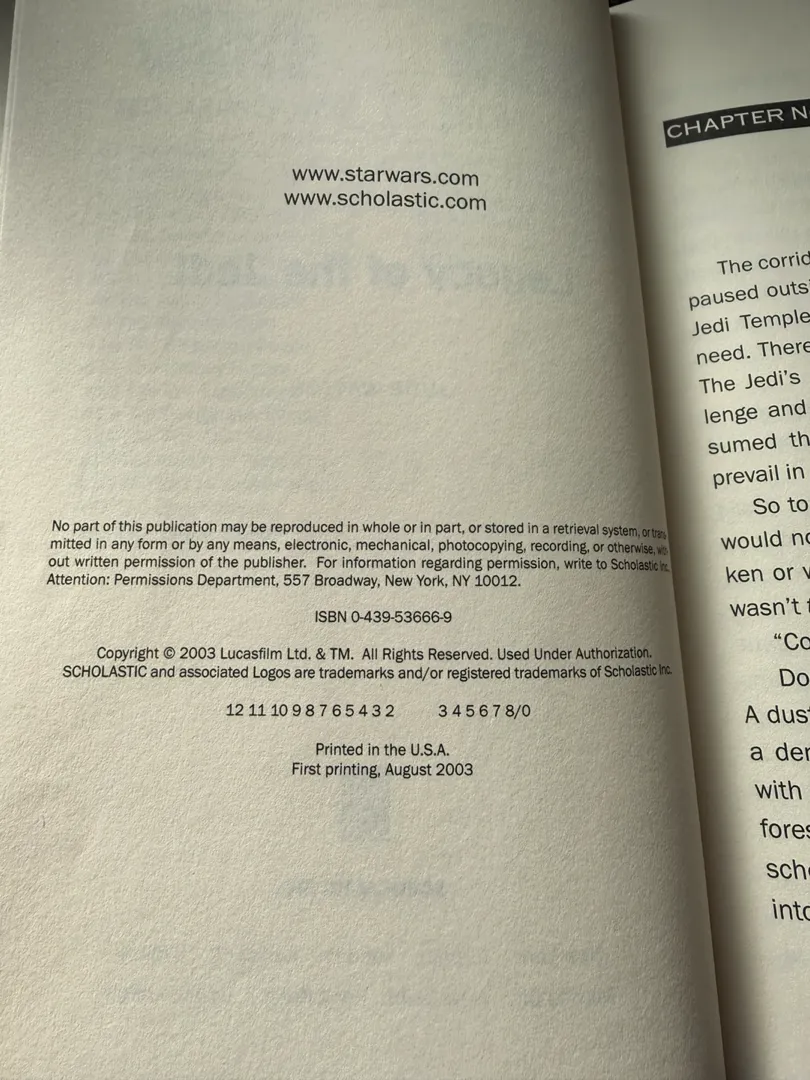 www.starwars.com
www.scholastic.com
No part of this publication may be reproduced in whole or in part, or stored in a retrieval system, or trans
mitted in any form or by any means, electronic, mechanical, photocopying, recording, or otherwise, with
out written permission of the publisher. For information regarding permission, write to Scholastic Inc.
Attention: Permissions Department, 557 Broadway, New York, NY 10012.
ISBN 0-439-53666-9
Copyright © 2003 Lucasfilm Ltd. & TM. All Rights Reserved. Used Under Authorization.
SCHOLASTIC and associated Logos are trademarks and/or registered trademarks of Scholastic Inc.
12 11 10 9 8 7 6 5 4 3 2 3 4 5 6 7 8/0
Printed in the U.S.A.
First printing, August 2003
CHAPTER N
The corrid
paused outs
Jedi Temple
need. There
The Jedi's
lenge and
sumed th
prevail in
So to
would no
ken or v
wasn't t
“Co
Do
A dus
a der
with
fores
scho
into